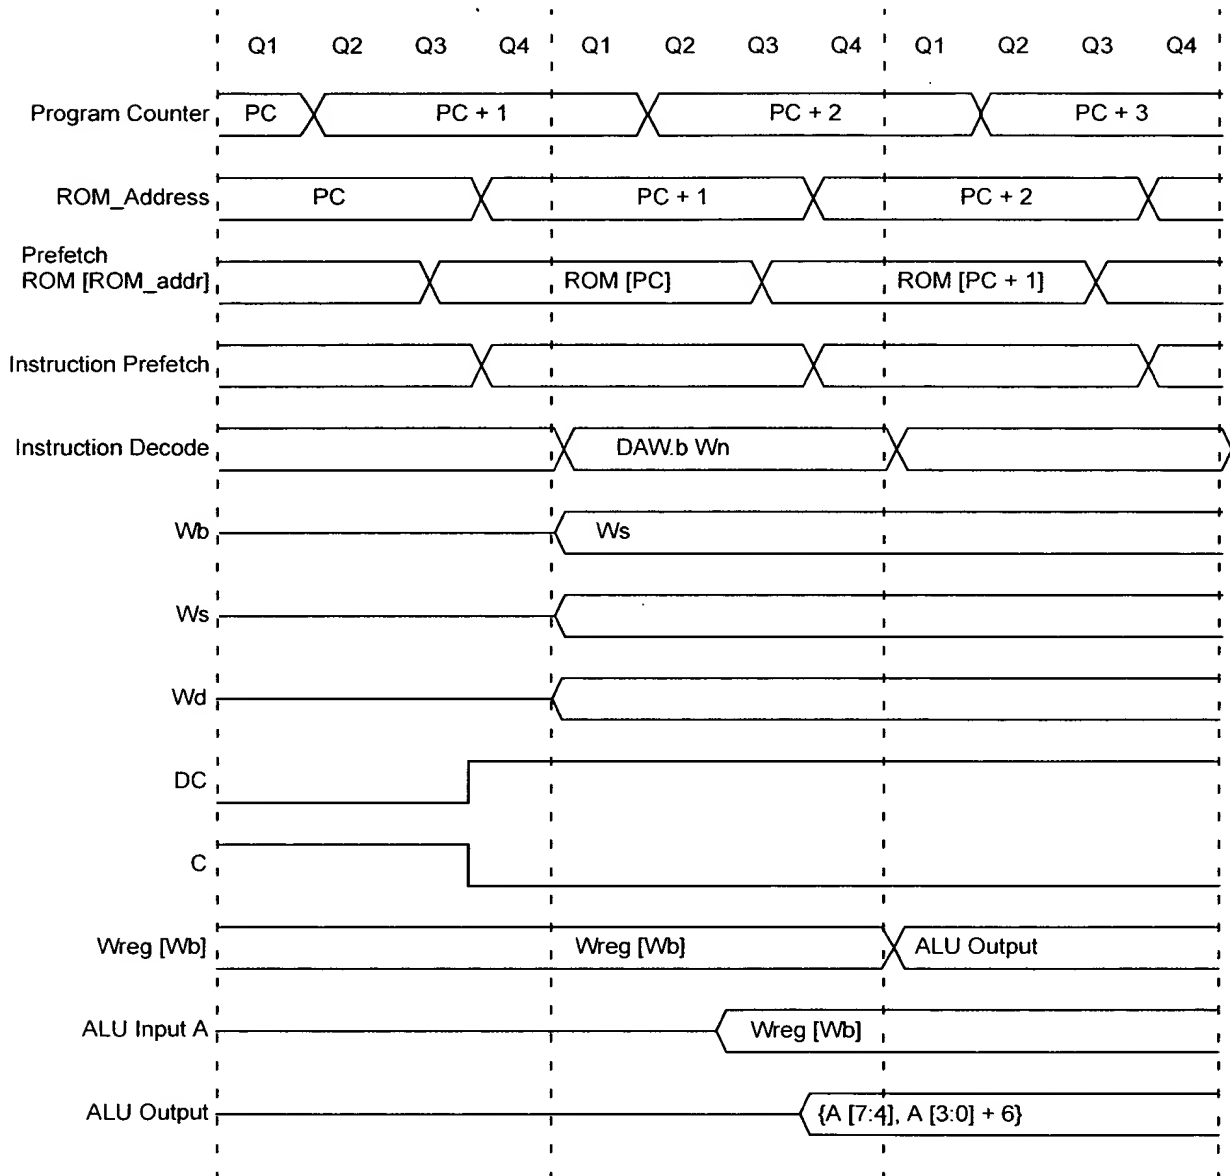 Q1 Q2 Q3 Q4 Q1 Q2 Q3 Q4 Q1 Q2 Q3 Q4
Program Counter PC PC + 1 PC + 2 PC + 3
ROM_Address PC PC + 1 PC + 2
Prefetch
ROM [ROM_addr] ROM [PC] ROM [PC + 1]
Instruction Prefetch
Instruction Decode DAW.b Wn
Wb Ws
Ws
Wd
DC
C
Wreg [Wb] Wreg [Wb] ALU Output
ALU Input A Wreg [Wb]
ALU Output {A [7:4], A [3:0] + 6}